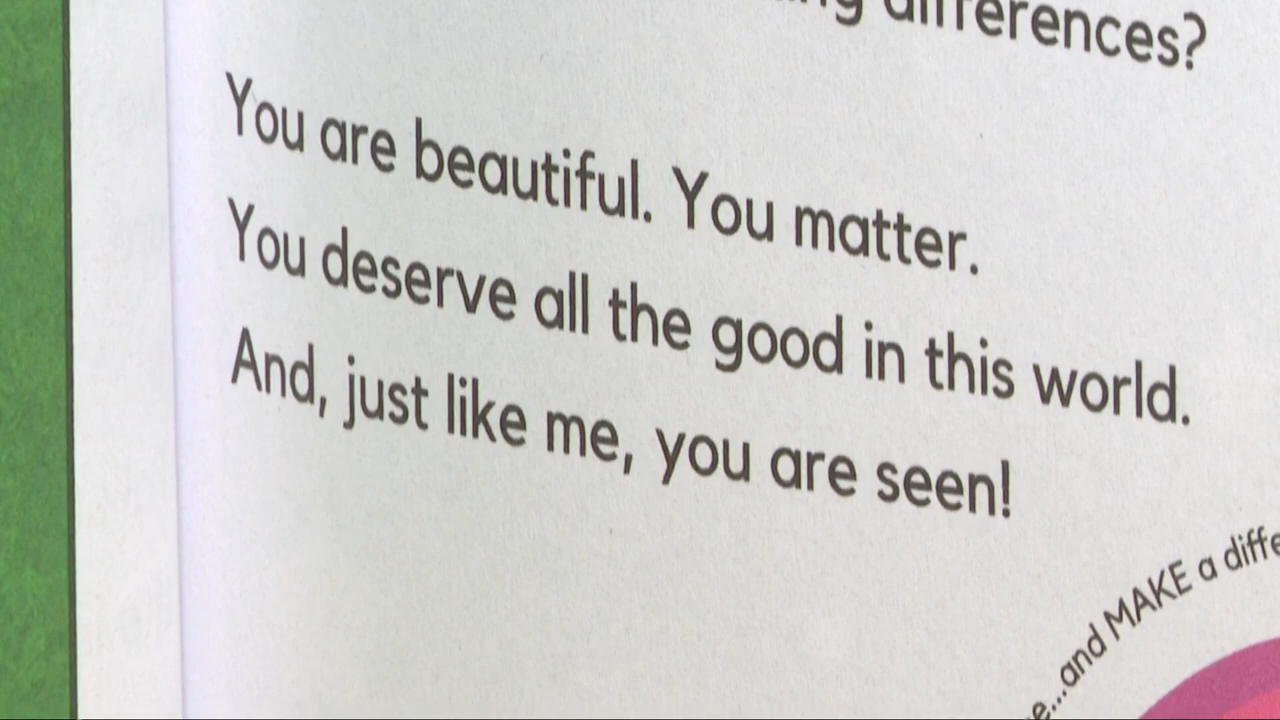 differences?
You are beautiful. You matter.
You deserve all the good in this world.
And, just like me, you are seen!
...and MAKE a